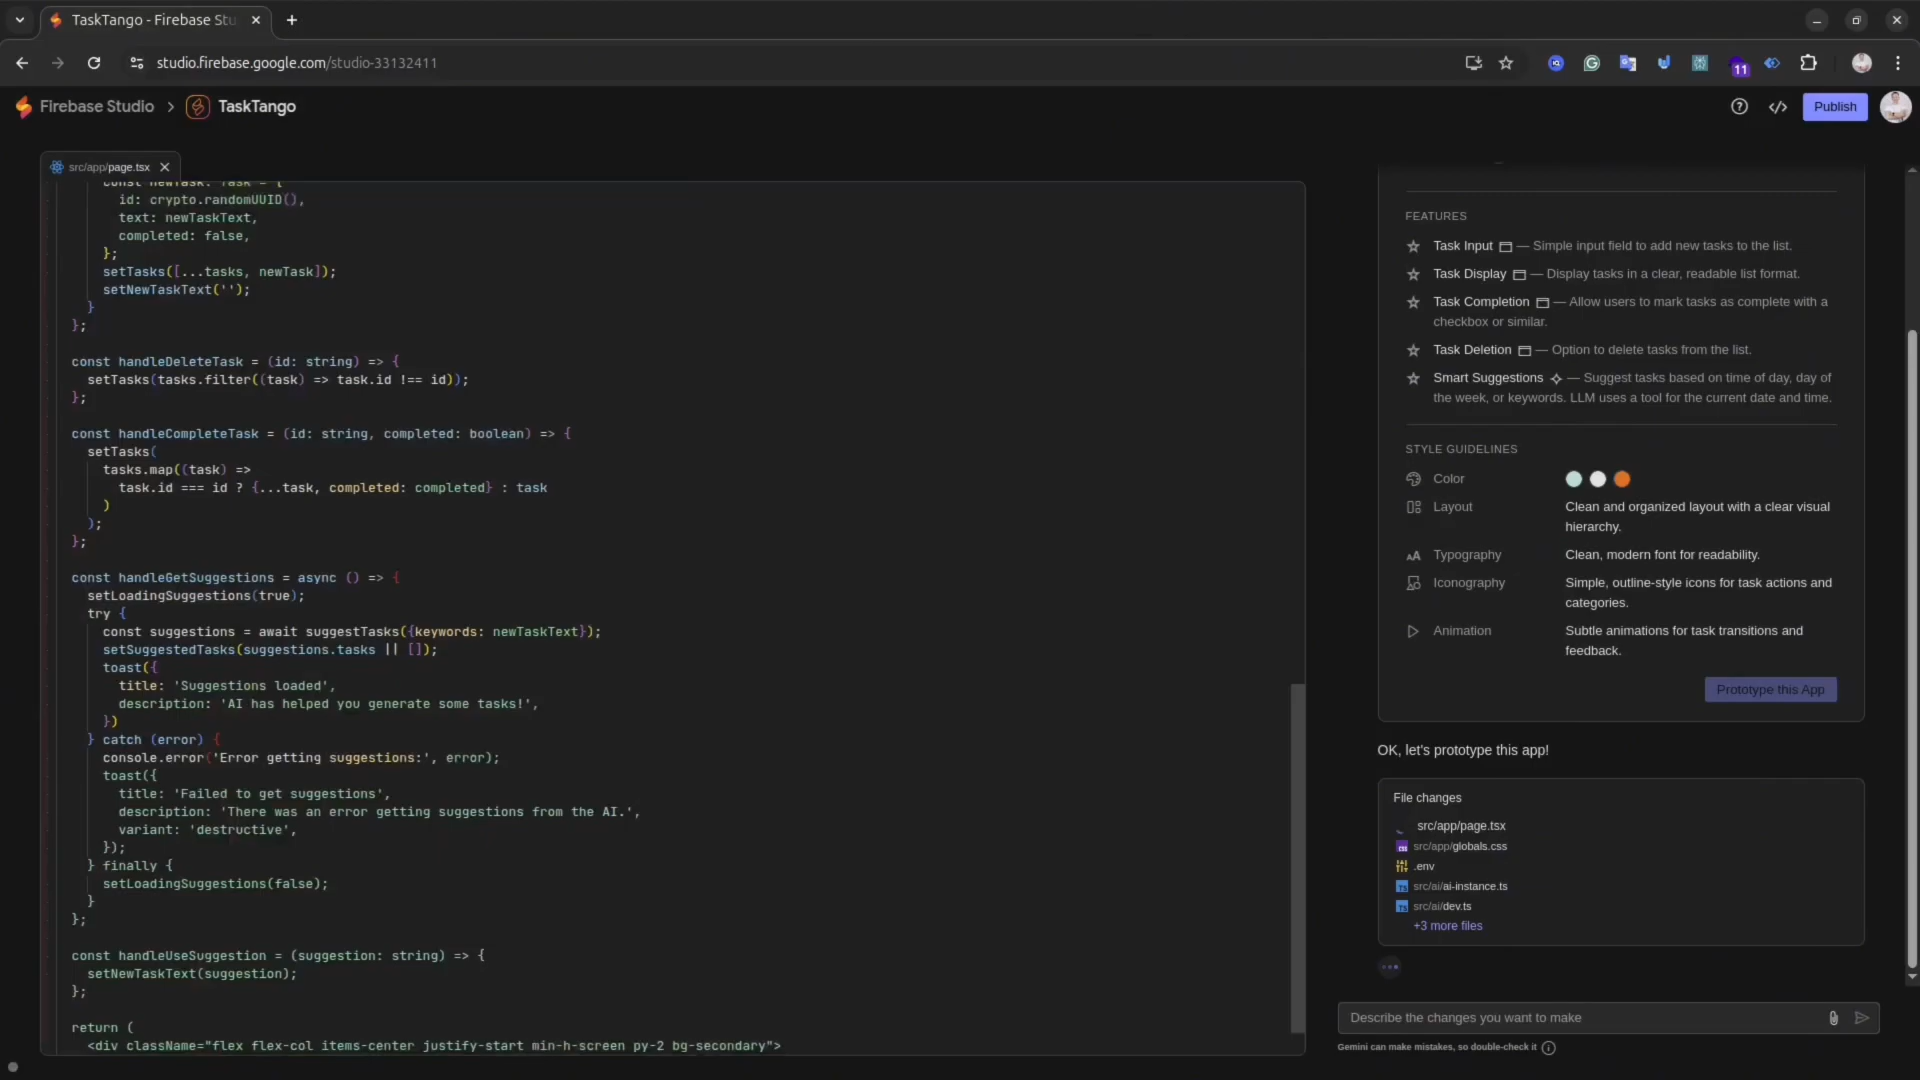 TaskTango - Firebase Stu
studio.firebase.google.com/studio-33132411
11
Firebase Studio > TaskTango
Publish
src/app/page.tsx
const newTask: Task = {
id: crypto.randomUUID(),
text: newTaskText,
completed: false,
};
setTasks([...tasks, newTask]);
setNewTaskText('');
}
};
const handleDeleteTask = (id: string) => {
setTasks(tasks.filter((task) => task.id !== id));
};
const handleCompleteTask = (id: string, completed: boolean) => {
setTasks(
tasks.map((task) =>
task.id === id ? {...task, completed: completed} : task
)
);
};
const handleGetSuggestions = async () => {
setLoadingSuggestions(true);
try {
const suggestions = await suggestTasks({keywords: newTaskText});
setSuggestedTasks(suggestions.tasks || []);
toast({
title: 'Suggestions loaded',
description: 'AI has helped you generate some tasks!',
})
} catch (error) {
console.error('Error getting suggestions:', error);
toast({
title: 'Failed to get suggestions',
description: 'There was an error getting suggestions from the AI.',
variant: 'destructive',
});
} finally {
setLoadingSuggestions(false);
}
};
const handleUseSuggestion = (suggestion: string) => {
setNewTaskText(suggestion);
};
return (
<div className="flex flex-col items-center justify-start min-h-screen py-2 bg-secondary">
FEATURES
Task Input — Simple input field to add new tasks to the list.
Task Display — Display tasks in a clear, readable list format.
Task Completion — Allow users to mark tasks as complete with a
checkbox or similar.
Task Deletion — Option to delete tasks from the list.
Smart Suggestions — Suggest tasks based on time of day, day of
the week, or keywords. LLM uses a tool for the current date and time.
STYLE GUIDELINES
Color
Layout Clean and organized layout with a clear visual
hierarchy.
Typography Clean, modern font for readability.
Iconography Simple, outline-style icons for task actions and
categories.
Animation Subtle animations for task transitions and
feedback.
Prototype this App
OK, let's prototype this app!
File changes
src/app/page.tsx
src/app/globals.css
.env
src/ai/ai-instance.ts
src/ai/dev.ts
+3 more files
Describe the changes you want to make
Gemini can make mistakes, so double-check it